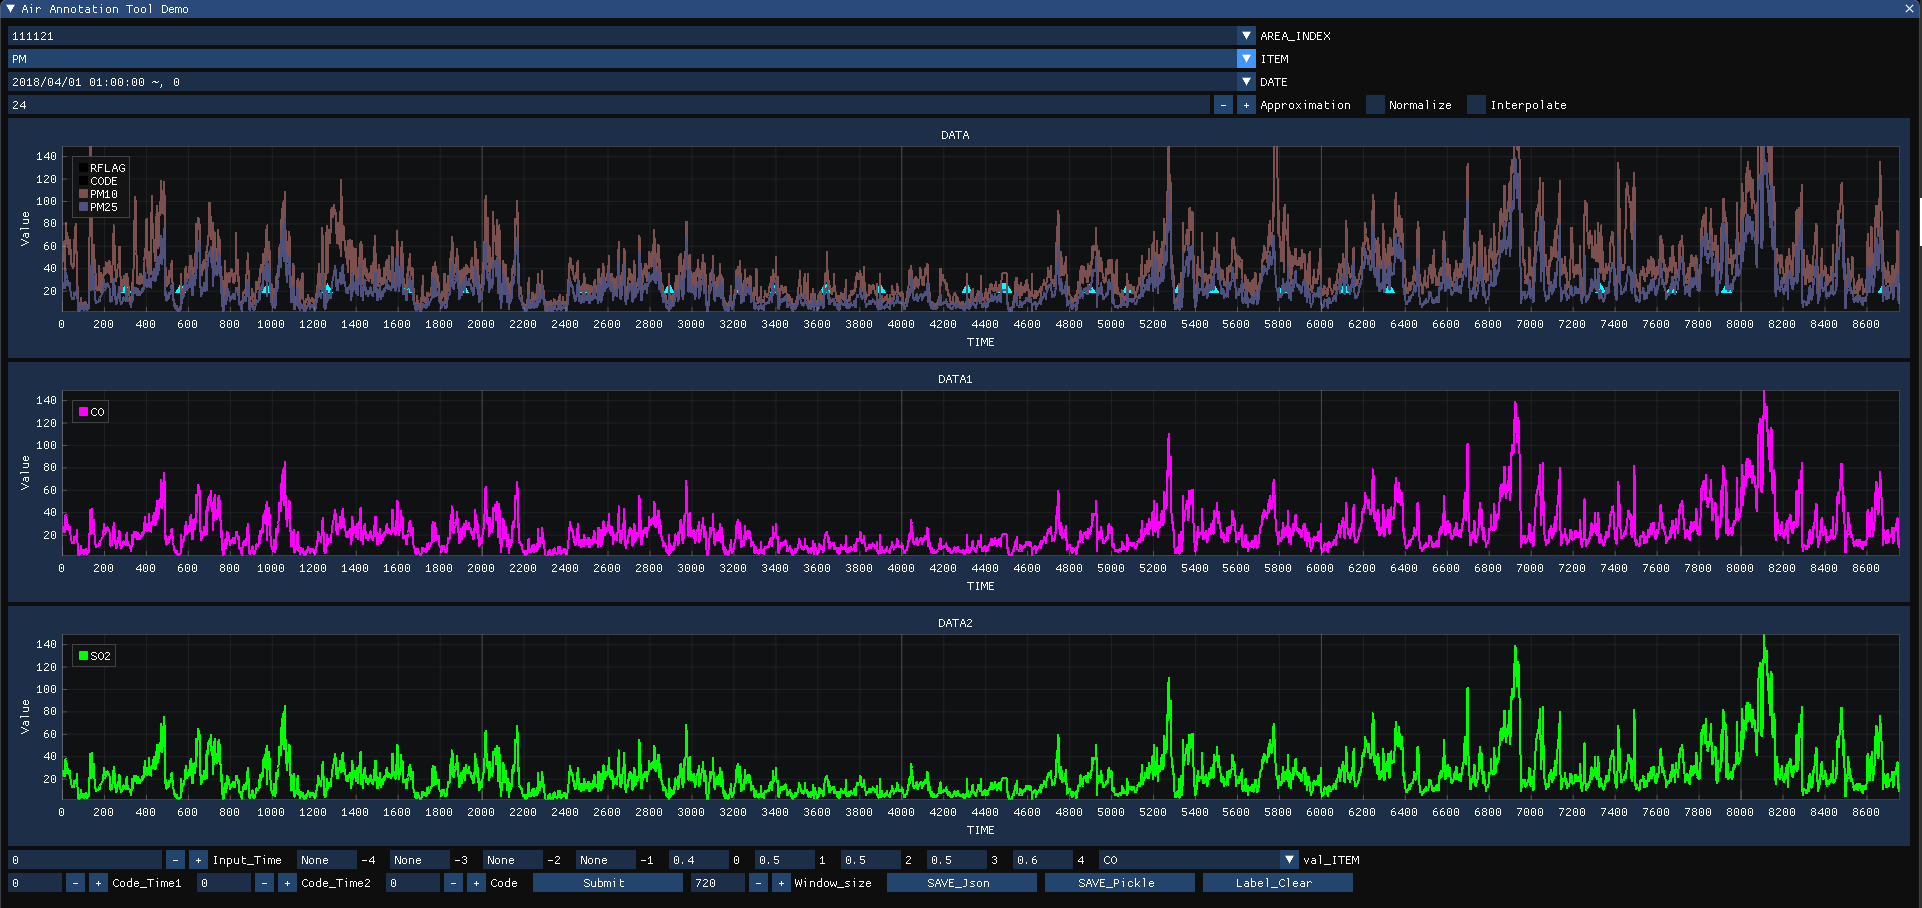 Air Annotation Tool Demo
111121 AREA_INDEX
PM ITEM
2018/04/01 01:00:00 ~, 0 DATE
24 - + Approximation Normalize Interpolate
DATA
RFLAG
CODE
PM10
PM25
140
120
100
80
60
40
20
Value
0 200 400 600 800 1000 1200 1400 1600 1800 2000 2200 2400 2600 2800 3000 3200 3400 3600 3800 4000 4200 4400 4600 4800 5000 5200 5400 5600 5800 6000 6200 6400 6600 6800 7000 7200 7400 7600 7800 8000 8200 8400 8600
TIME
DATA1
CO
140
120
100
80
60
40
20
Value
0 200 400 600 800 1000 1200 1400 1600 1800 2000 2200 2400 2600 2800 3000 3200 3400 3600 3800 4000 4200 4400 4600 4800 5000 5200 5400 5600 5800 6000 6200 6400 6600 6800 7000 7200 7400 7600 7800 8000 8200 8400 8600
TIME
DATA2
SO2
140
120
100
80
60
40
20
Value
0 200 400 600 800 1000 1200 1400 1600 1800 2000 2200 2400 2600 2800 3000 3200 3400 3600 3800 4000 4200 4400 4600 4800 5000 5200 5400 5600 5800 6000 6200 6400 6600 6800 7000 7200 7400 7600 7800 8000 8200 8400 8600
TIME
0 - + Input_Time None -4 None -3 None -2 None -1 0.4 0 0.5 1 0.5 2 0.5 3 0.6 4 CO val_ITEM
0 - + Code_Time1 0 - + Code_Time2 0 - + Code Submit 720 - + Window_size SAVE_Json SAVE_Pickle Label_Clear